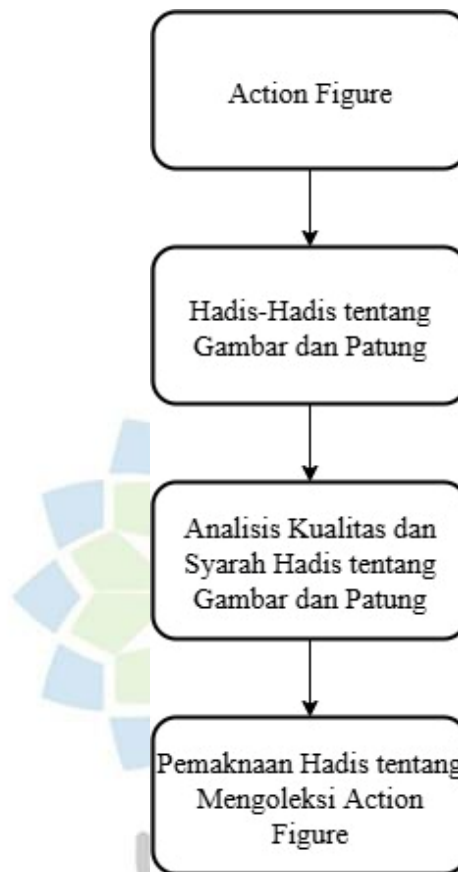 Action Figure
Hadis-Hadis tentang
Gambar dan Patung
Analisis Kualitas dan
Syarah Hadis tentang
Gambar dan Patung
Pemaknaan Hadis tentang
Mengoleksi Action
Figure